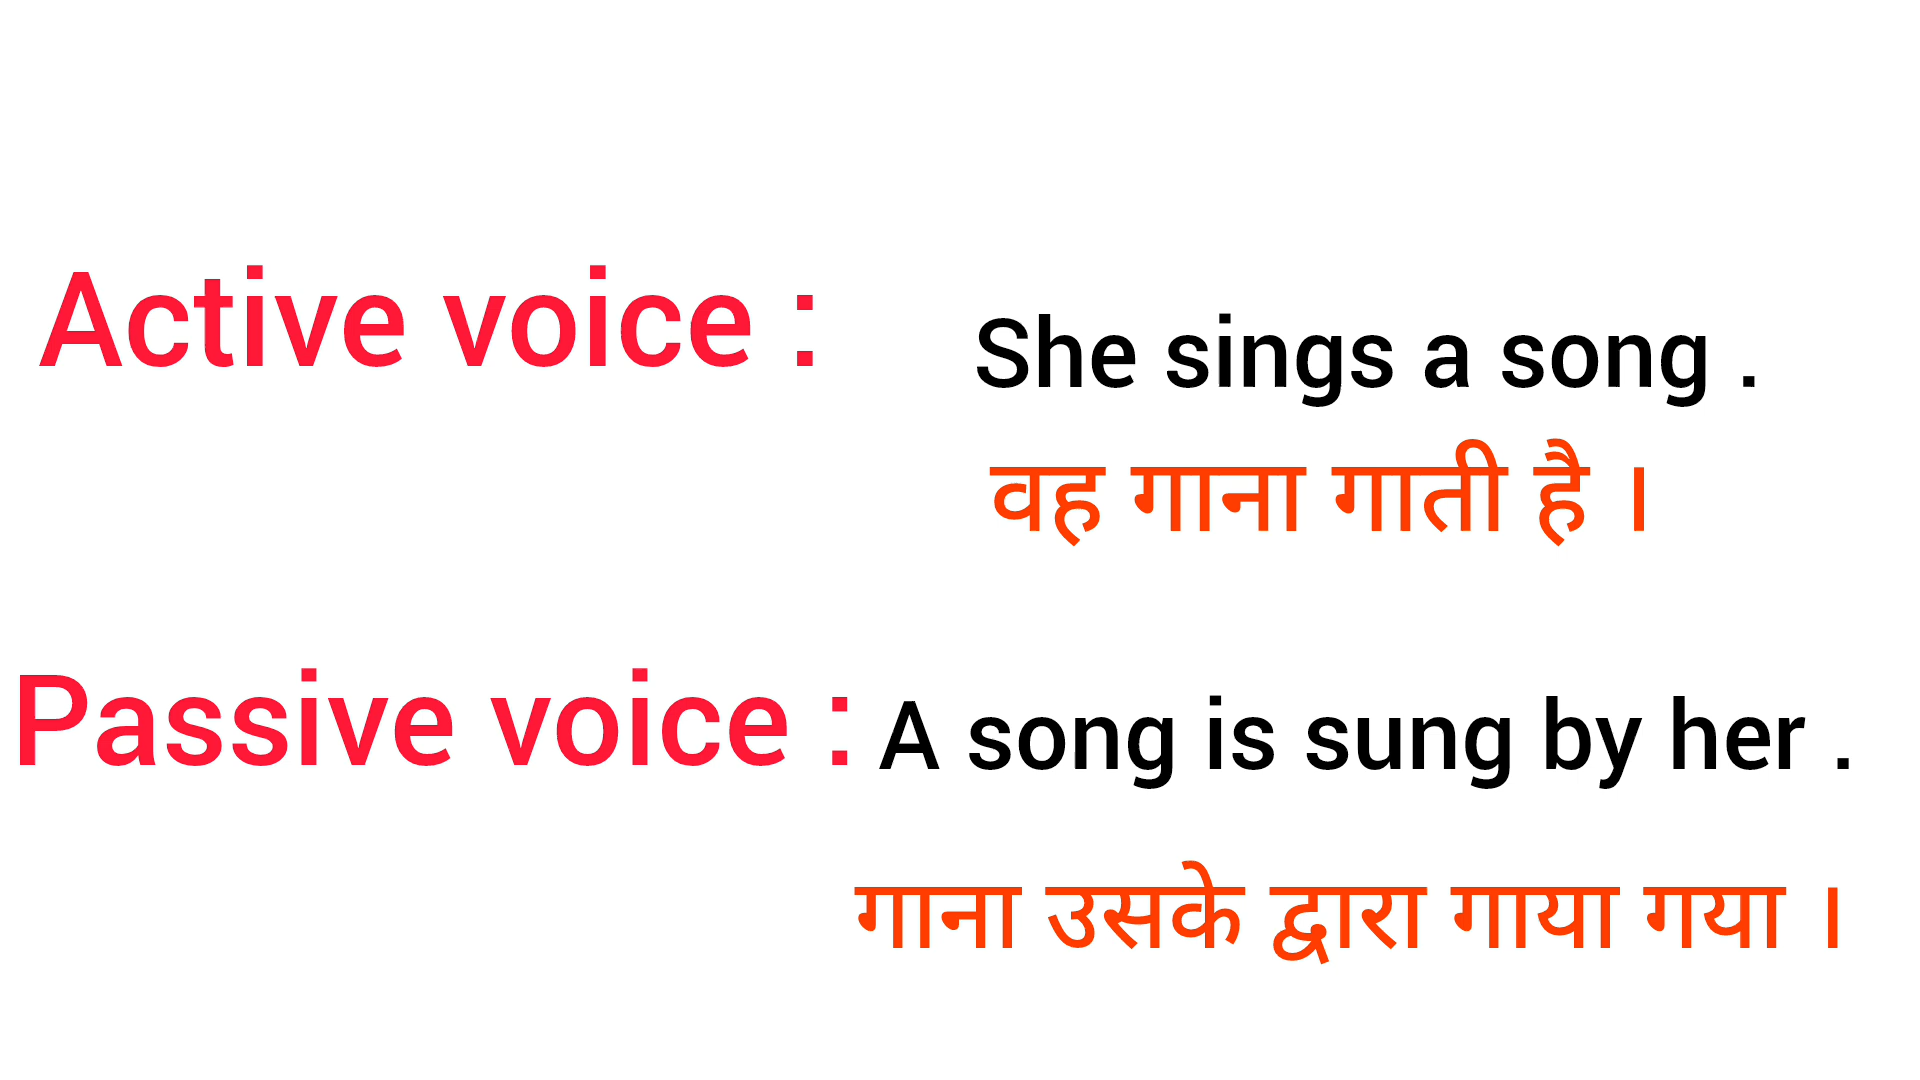 Active voice : She sings a song .
वह गाना गाती है ।
Passive voice : A song is sung by her .
गाना उसके द्वारा गाया गया ।